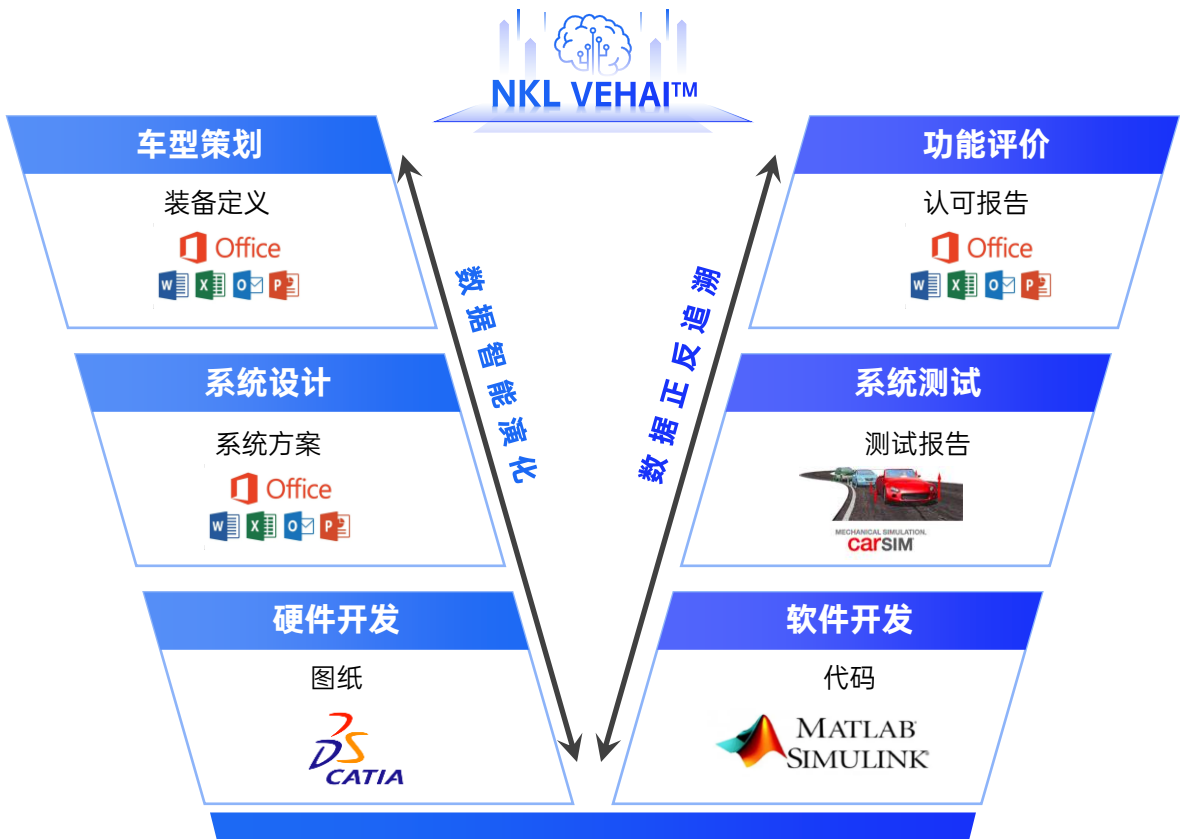 NKL VEHAI™
车型策划
装备定义
Office
W X O P
系统设计
系统方案
Office
W X O P
硬件开发
图纸
DS
CATIA
数据智能演化
数据正反追溯
功能评价
认可报告
Office
W X O P
系统测试
测试报告
MECHANICAL SIMULATION.
carSIM
软件开发
代码
MATLAB
SIMULINK®